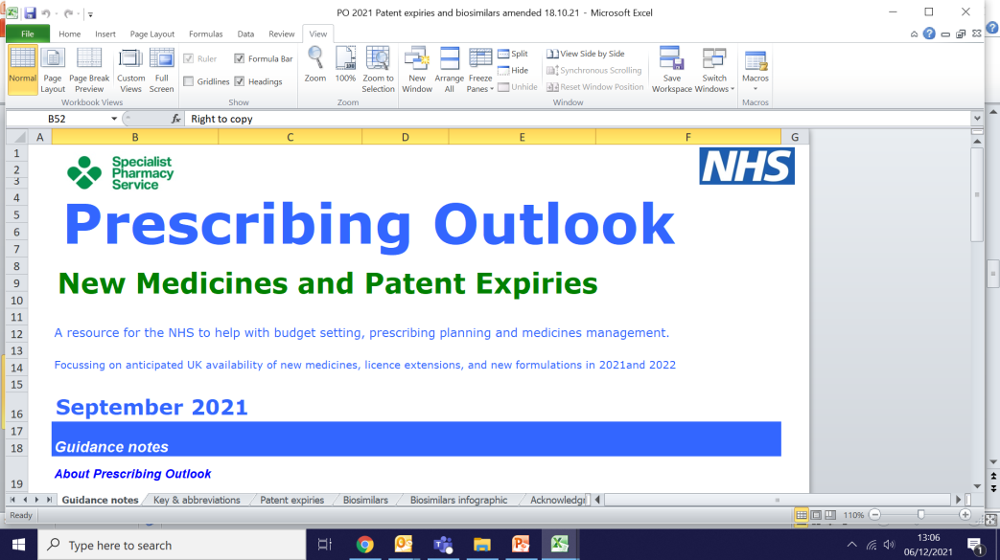 PO 2021 Patent expiries and biosimilars amended 18.10.21 - Microsoft Excel
File Home Insert Page Layout Formulas Data Review View
Normal Page Layout Page Break Preview Custom Views Full Screen
Workbook Views
Ruler Formula Bar
Gridlines Headings
Show
Zoom 100% Zoom to Selection
Zoom
New Window Arrange All Freeze Panes
Split
Hide
Unhide
View Side by Side
Synchronous Scrolling
Reset Window Position
Save Workspace Switch Windows
Window
Macros
Macros
B52 fx Right to copy
A B C D E F G
1
2
3
4
5
6
7
8
9
10
11
12
13
14
15
16
17
18
19
Specialist
Pharmacy
Service
NHS
Prescribing Outlook
New Medicines and Patent Expiries
A resource for the NHS to help with budget setting, prescribing planning and medicines management.
Focussing on anticipated UK availability of new medicines, licence extensions, and new formulations in 2021and 2022
September 2021
Guidance notes
About Prescribing Outlook
Guidance notes Key & abbreviations Patent expiries Biosimilars Biosimilars infographic Acknowledg
Ready 110%
Type here to search
13:06
06/12/2021
1